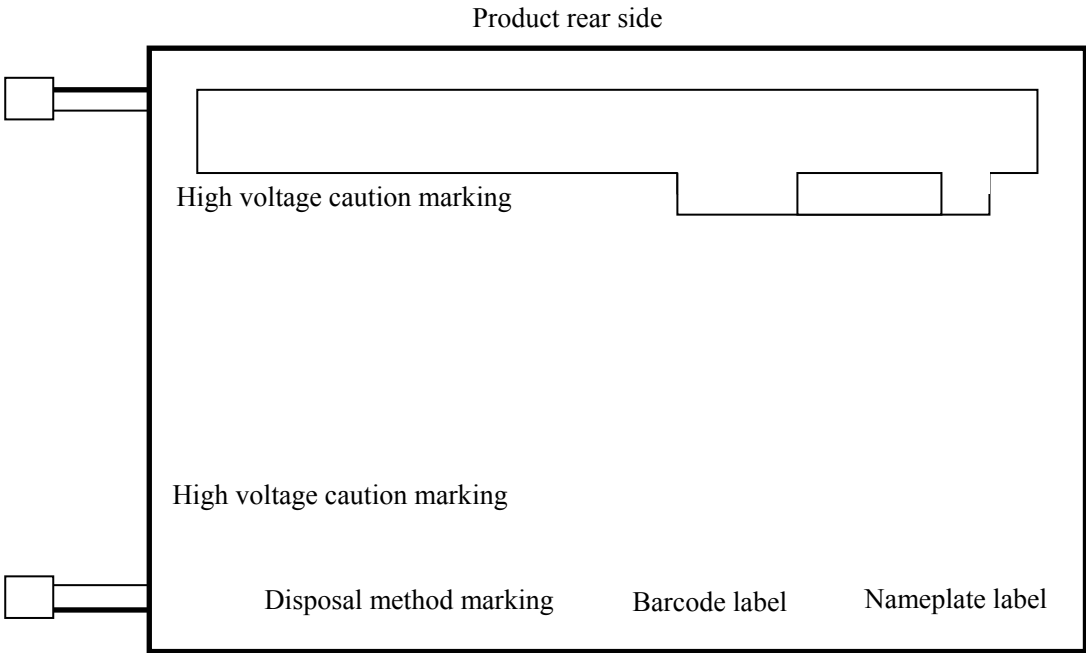 Product rear side
High voltage caution marking
High voltage caution marking
Disposal method marking
Barcode label
Nameplate label